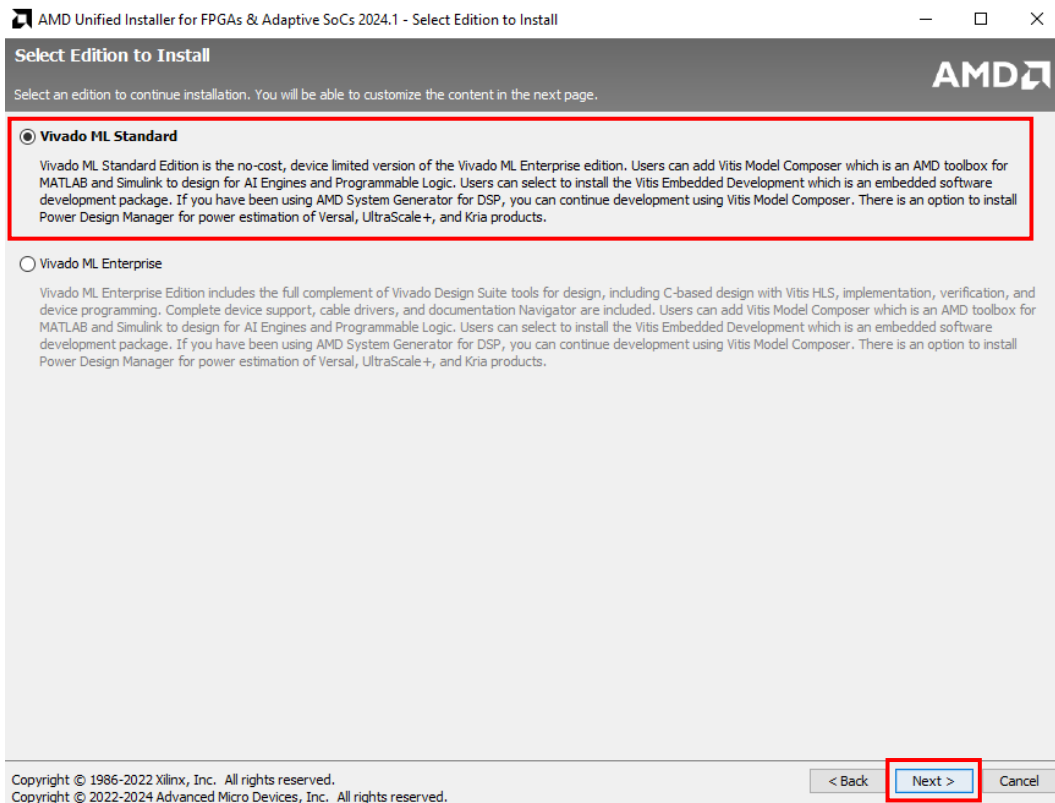 AMD Unified Installer for FPGAs & Adaptive SoCs 2024.1 - Select Edition to Install
Select Edition to Install
AMD
Select an edition to continue installation. You will be able to customize the content in the next page.
Vivado ML Standard
Vivado ML Standard Edition is the no-cost, device limited version of the Vivado ML Enterprise edition. Users can add Vitis Model Composer which is an AMD toolbox for
MATLAB and Simulink to design for AI Engines and Programmable Logic. Users can select to install the Vitis Embedded Development which is an embedded software
development package. If you have been using AMD System Generator for DSP, you can continue development using Vitis Model Composer. There is an option to install
Power Design Manager for power estimation of Versal, UltraScale+, and Kria products.
Vivado ML Enterprise
Vivado ML Enterprise Edition includes the full complement of Vivado Design Suite tools for design, including C-based design with Vitis HLS, implementation, verification, and
device programming. Complete device support, cable drivers, and documentation Navigator are included. Users can add Vitis Model Composer which is an AMD toolbox for
MATLAB and Simulink to design for AI Engines and Programmable Logic. Users can select to install the Vitis Embedded Development which is an embedded software
development package. If you have been using AMD System Generator for DSP, you can continue development using Vitis Model Composer. There is an option to install
Power Design Manager for power estimation of Versal, UltraScale+, and Kria products.
Copyright © 1986-2022 Xilinx, Inc. All rights reserved.
Copyright © 2022-2024 Advanced Micro Devices, Inc. All rights reserved.
< Back Next > Cancel